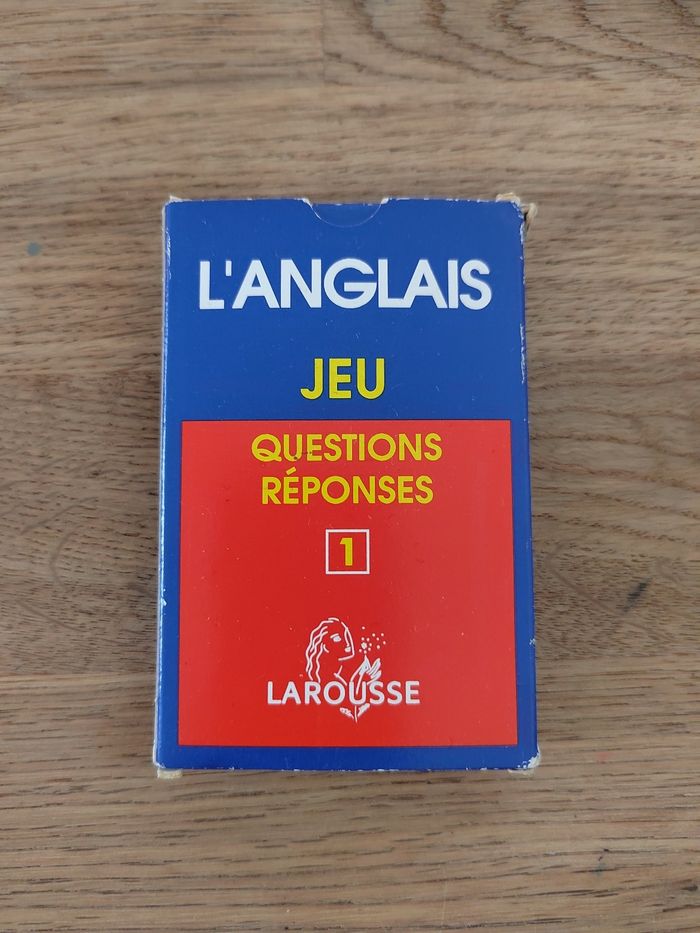 L'ANGLAIS
JEU
QUESTIONS
RÉPONSES
1
LAROUSSE